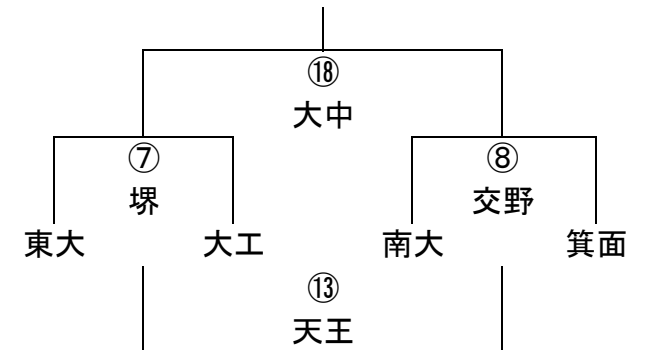 ⑱
大中
⑦ ⑧
堺 交野
東大 大工 南大 箕面
⑬
天王